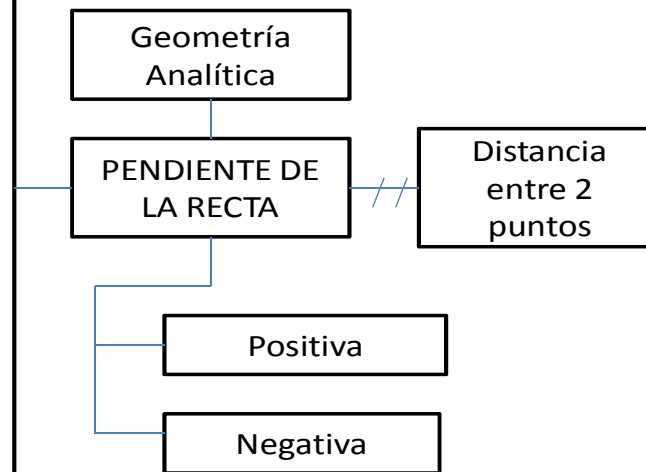 Geometría
Analítica
PENDIENTE DE
LA RECTA
Distancia
entre 2
puntos
Positiva
Negativa